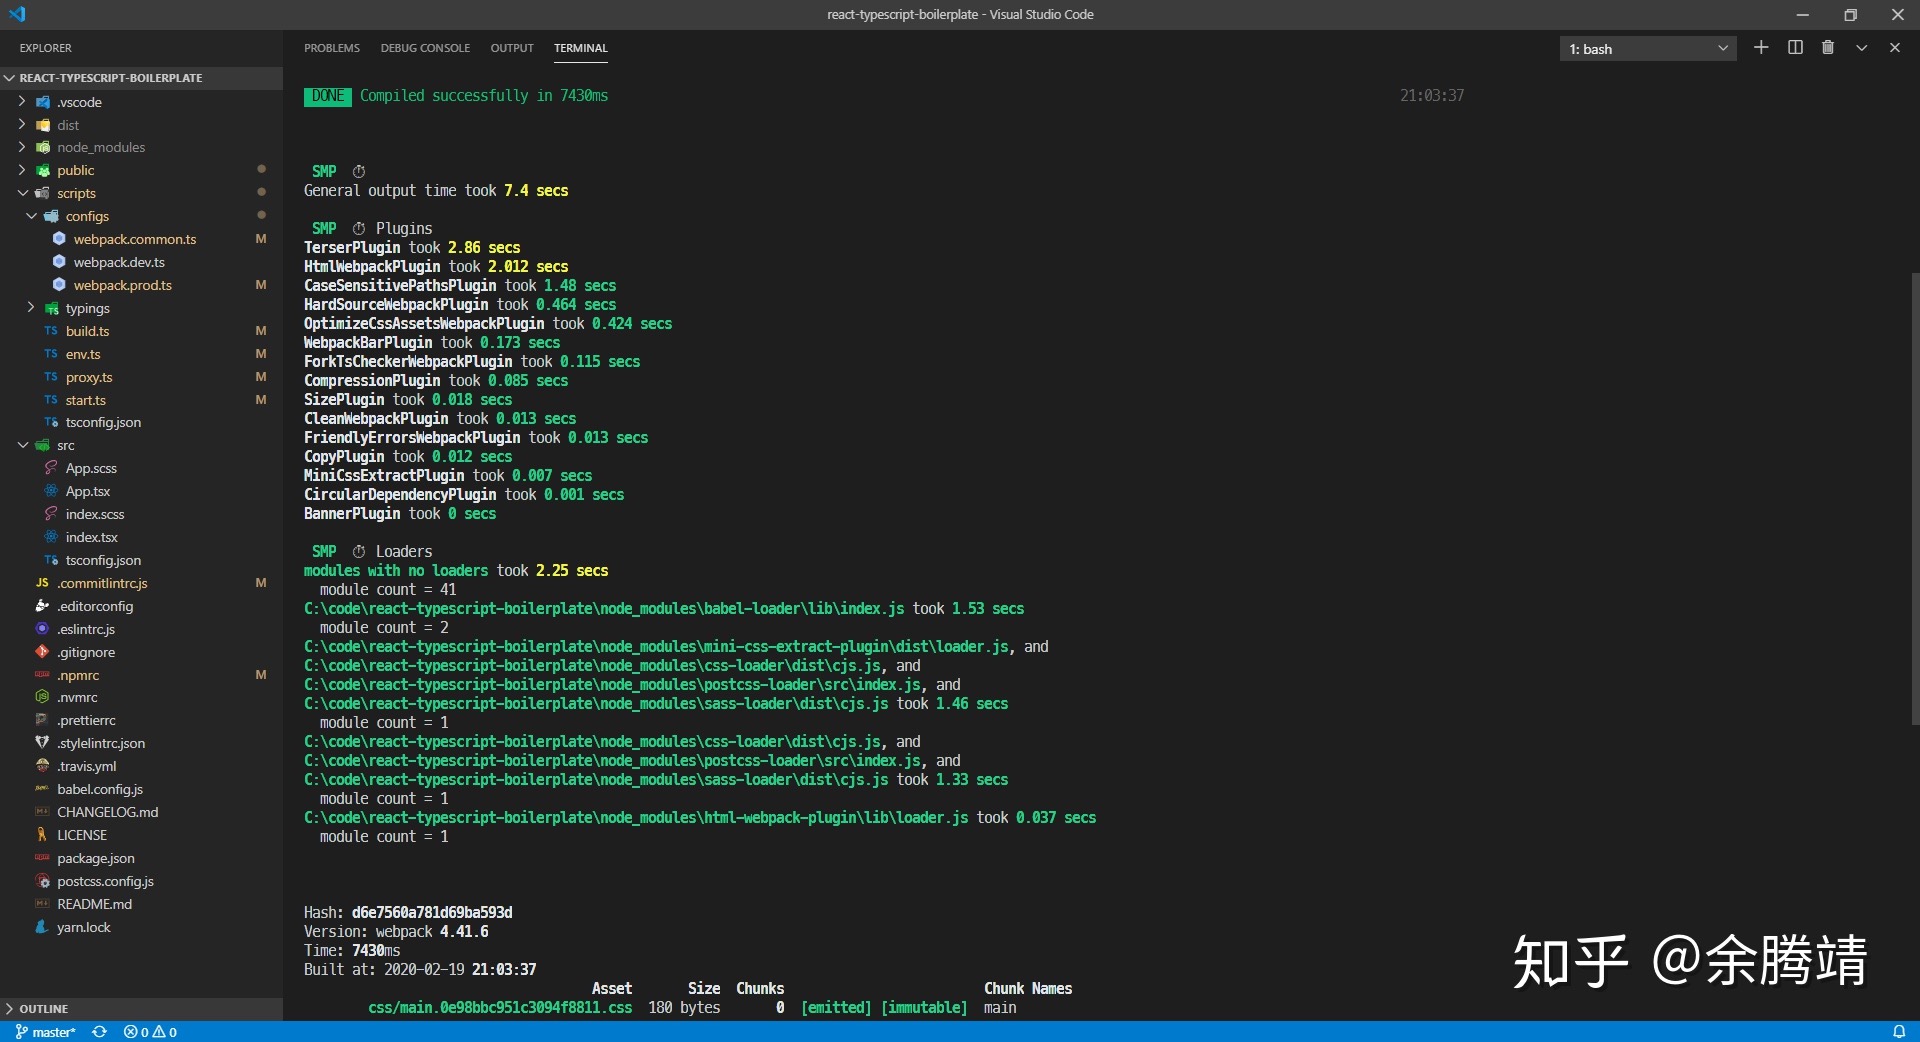 react-typescript-boilerplate - Visual Studio Code
EXPLORER
REACT-TYPESCRIPT-BOILERPLATE
.vscode
dist
node_modules
public
scripts
configs
webpack.common.ts M
webpack.dev.ts
webpack.prod.ts M
typings
TS build.ts M
TS env.ts M
TS proxy.ts M
TS start.ts M
TS tsconfig.json
src
App.scss
App.tsx
index.scss
index.tsx
TS tsconfig.json
JS .commitlintrc.js M
.editorconfig
.eslintrc.js
.gitignore
.npmrc M
.nvmrc
.prettierrc
.stylelintrc.json
.travis.yml
babel.config.js
CHANGELOG.md
LICENSE
package.json
postcss.config.js
README.md
yarn.lock
OUTLINE
PROBLEMS DEBUG CONSOLE OUTPUT TERMINAL 1: bash
DONE Compiled successfully in 7430ms 21:03:37
SMP ⏱
General output time took 7.4 secs
SMP ⏱ Plugins
TerserPlugin took 2.86 secs
HtmlWebpackPlugin took 2.012 secs
CaseSensitivePathsPlugin took 1.48 secs
HardSourceWebpackPlugin took 0.464 secs
OptimizeCssAssetsWebpackPlugin took 0.424 secs
WebpackBarPlugin took 0.173 secs
ForkTsCheckerWebpackPlugin took 0.115 secs
CompressionPlugin took 0.085 secs
SizePlugin took 0.018 secs
CleanWebpackPlugin took 0.013 secs
FriendlyErrorsWebpackPlugin took 0.013 secs
CopyPlugin took 0.012 secs
MiniCssExtractPlugin took 0.007 secs
CircularDependencyPlugin took 0.001 secs
BannerPlugin took 0 secs
SMP ⏱ Loaders
modules with no loaders took 2.25 secs
module count = 41
C:\code\react-typescript-boilerplate\node_modules\babel-loader\lib\index.js took 1.53 secs
module count = 2
C:\code\react-typescript-boilerplate\node_modules\mini-css-extract-plugin\dist\loader.js, and
C:\code\react-typescript-boilerplate\node_modules\css-loader\dist\cjs.js, and
C:\code\react-typescript-boilerplate\node_modules\postcss-loader\src\index.js, and
C:\code\react-typescript-boilerplate\node_modules\sass-loader\dist\cjs.js took 1.46 secs
module count = 1
C:\code\react-typescript-boilerplate\node_modules\css-loader\dist\cjs.js, and
C:\code\react-typescript-boilerplate\node_modules\postcss-loader\src\index.js, and
C:\code\react-typescript-boilerplate\node_modules\sass-loader\dist\cjs.js took 1.33 secs
module count = 1
C:\code\react-typescript-boilerplate\node_modules\html-webpack-plugin\lib\loader.js took 0.037 secs
module count = 1
Hash: d6e7560a781d69ba593d
Version: webpack 4.41.6
Time: 7430ms
Built at: 2020-02-19 21:03:37
Asset Size Chunks Chunk Names
css/main.0e98bbc951c3094f8811.css 180 bytes 0 [emitted] [immutable] main
知乎 @余腾靖
master* 0 0